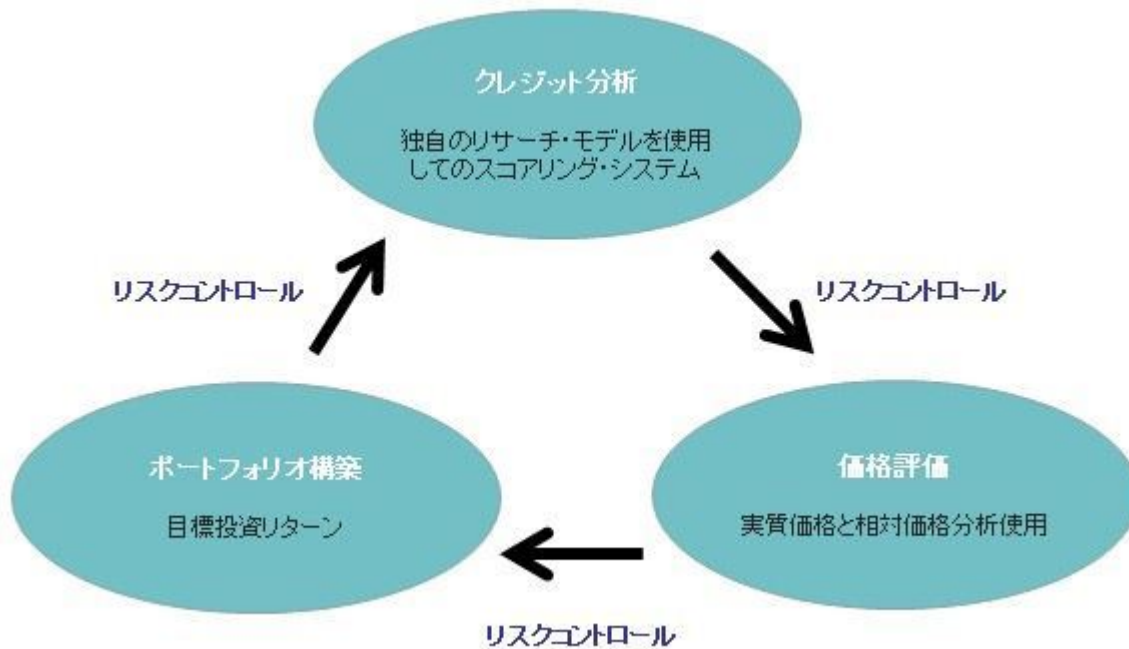 クレジット分析
独自のリサーチ・モデルを使用
してのスコアリング・システム
リスクコントロール
リスクコントロール
ポートフォリオ構築
目標投資リターン
価格評価
実質価格と相対価格分析使用
リスクコントロール